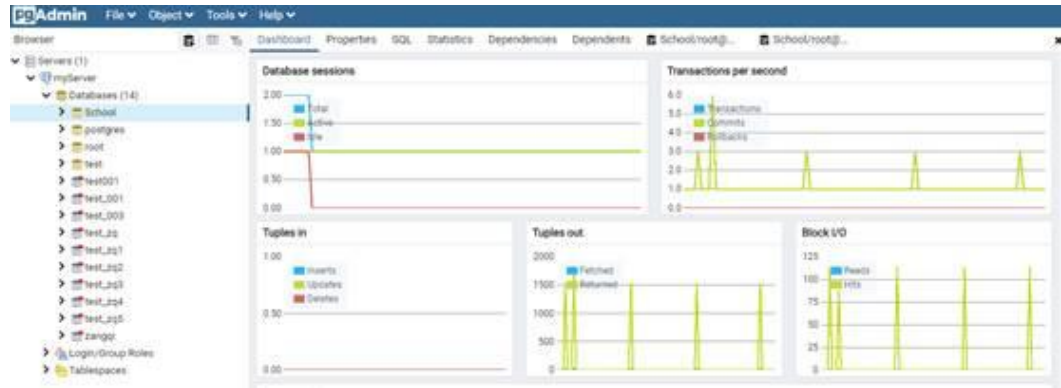 pgAdmin File Object Tools Help
Browser
Dashboard Properties SQL Statistics Dependencies Dependents School/root@... School/root@...
Servers (1)
myServer
Databases (14)
School
postgres
root
test
test001
test_001
test_003
test_zq
test_zq1
test_zq2
test_zq3
test_zq4
test_zq5
zangqi
Login/Group Roles
Tablespaces
Database sessions
2.00
1.50
1.00
0.50
0.00
Total
Active
Idle
Transactions per second
6.0
5.0
4.0
3.0
2.0
1.0
0.0
Transactions
Commits
Rollbacks
Tuples in
1.00
0.50
0.00
Inserts
Updates
Deletes
Tuples out
2000
1500
1000
500
0
Fetched
Returned
Block I/O
125
100
75
50
25
0
Reads
Hits